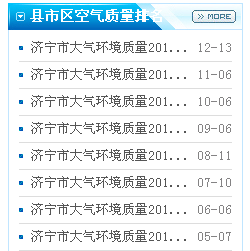 县市区空气质量排名
MORE
济宁市大气环境质量201... 12-13
济宁市大气环境质量201... 11-06
济宁市大气环境质量201... 10-06
济宁市大气环境质量201... 09-06
济宁市大气环境质量201... 08-11
济宁市大气环境质量201... 07-10
济宁市大气环境质量201... 06-06
济宁市大气环境质量201... 05-07